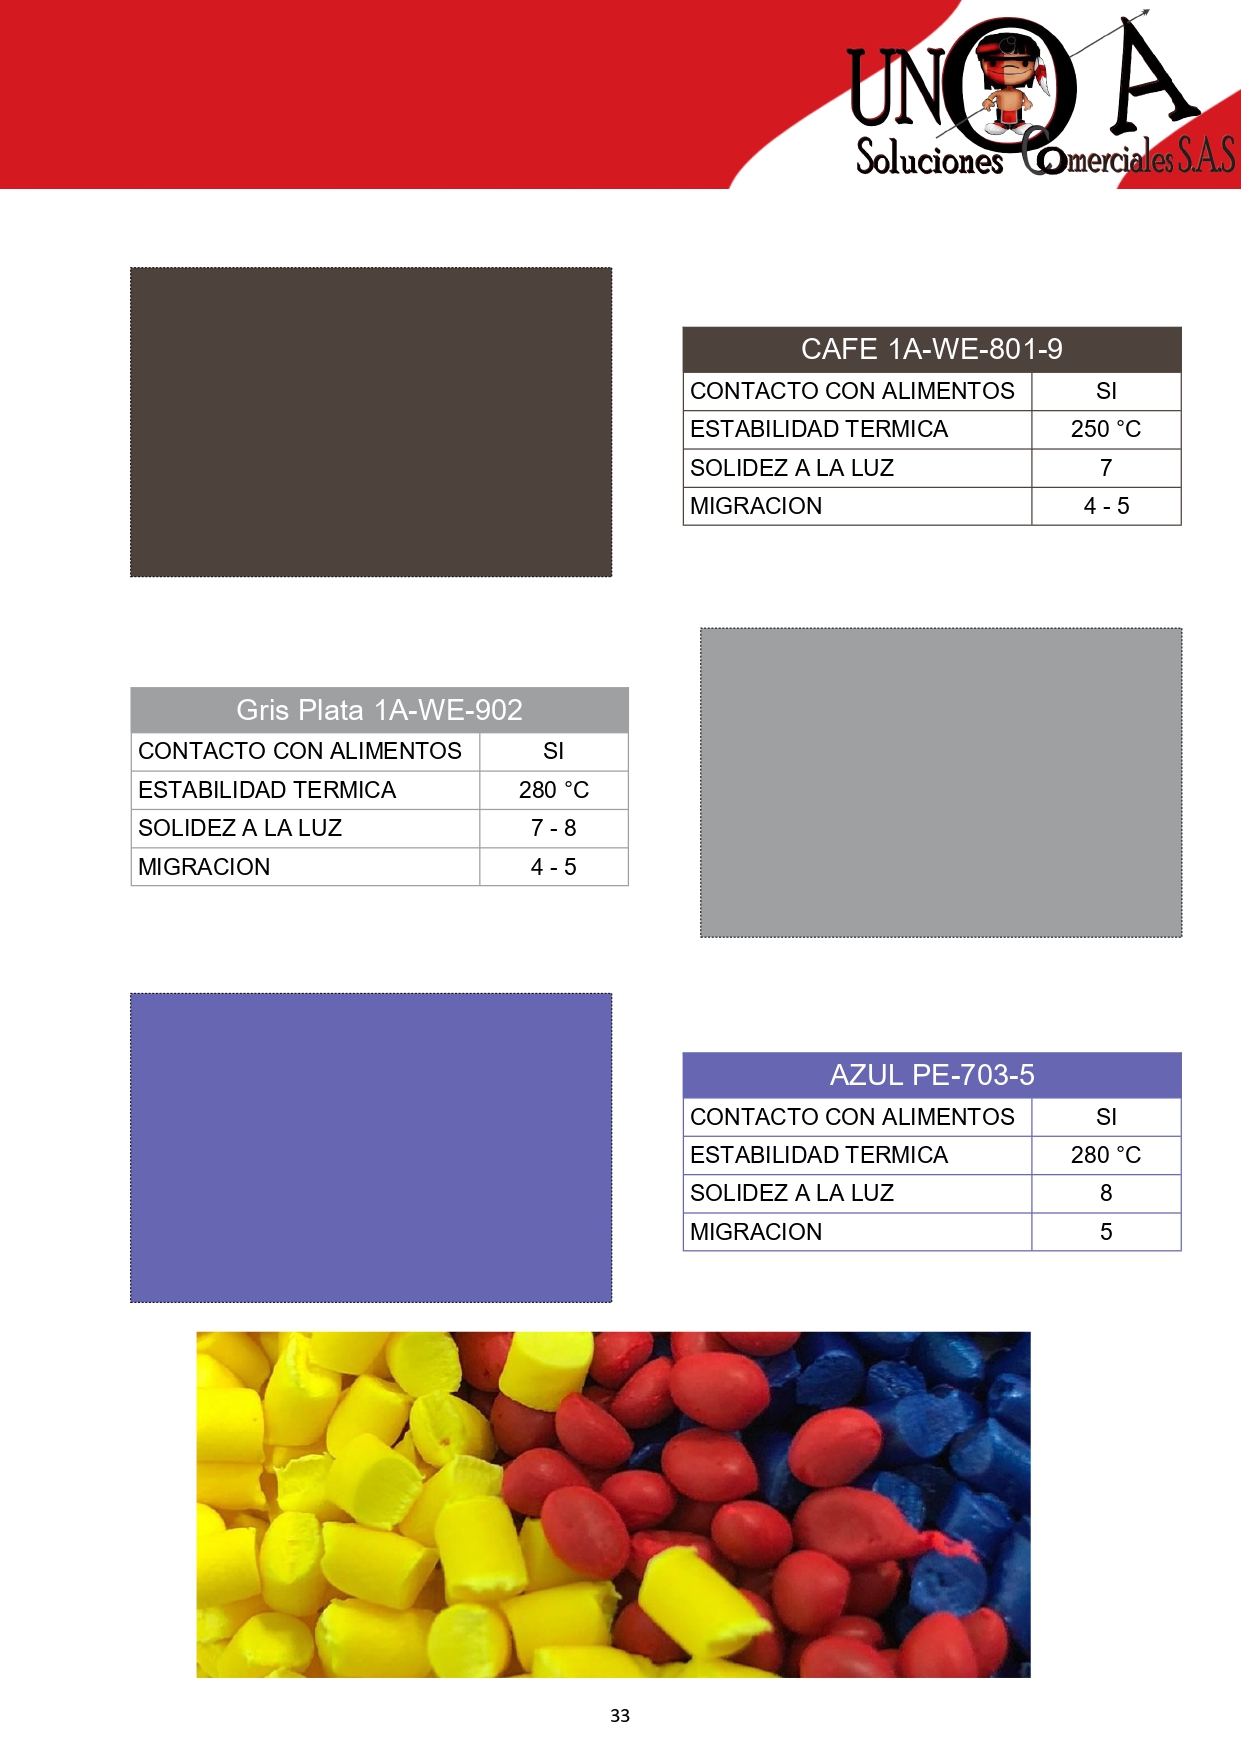 UNO A
Soluciones Comerciales S.A.S
CAFE 1A-WE-801-9
CONTACTO CON ALIMENTOS SI
ESTABILIDAD TERMICA 250 °C
SOLIDEZ A LA LUZ 7
MIGRACION 4 - 5
Gris Plata 1A-WE-902
CONTACTO CON ALIMENTOS SI
ESTABILIDAD TERMICA 280 °C
SOLIDEZ A LA LUZ 7 - 8
MIGRACION 4 - 5
AZUL PE-703-5
CONTACTO CON ALIMENTOS SI
ESTABILIDAD TERMICA 280 °C
SOLIDEZ A LA LUZ 8
MIGRACION 5
33